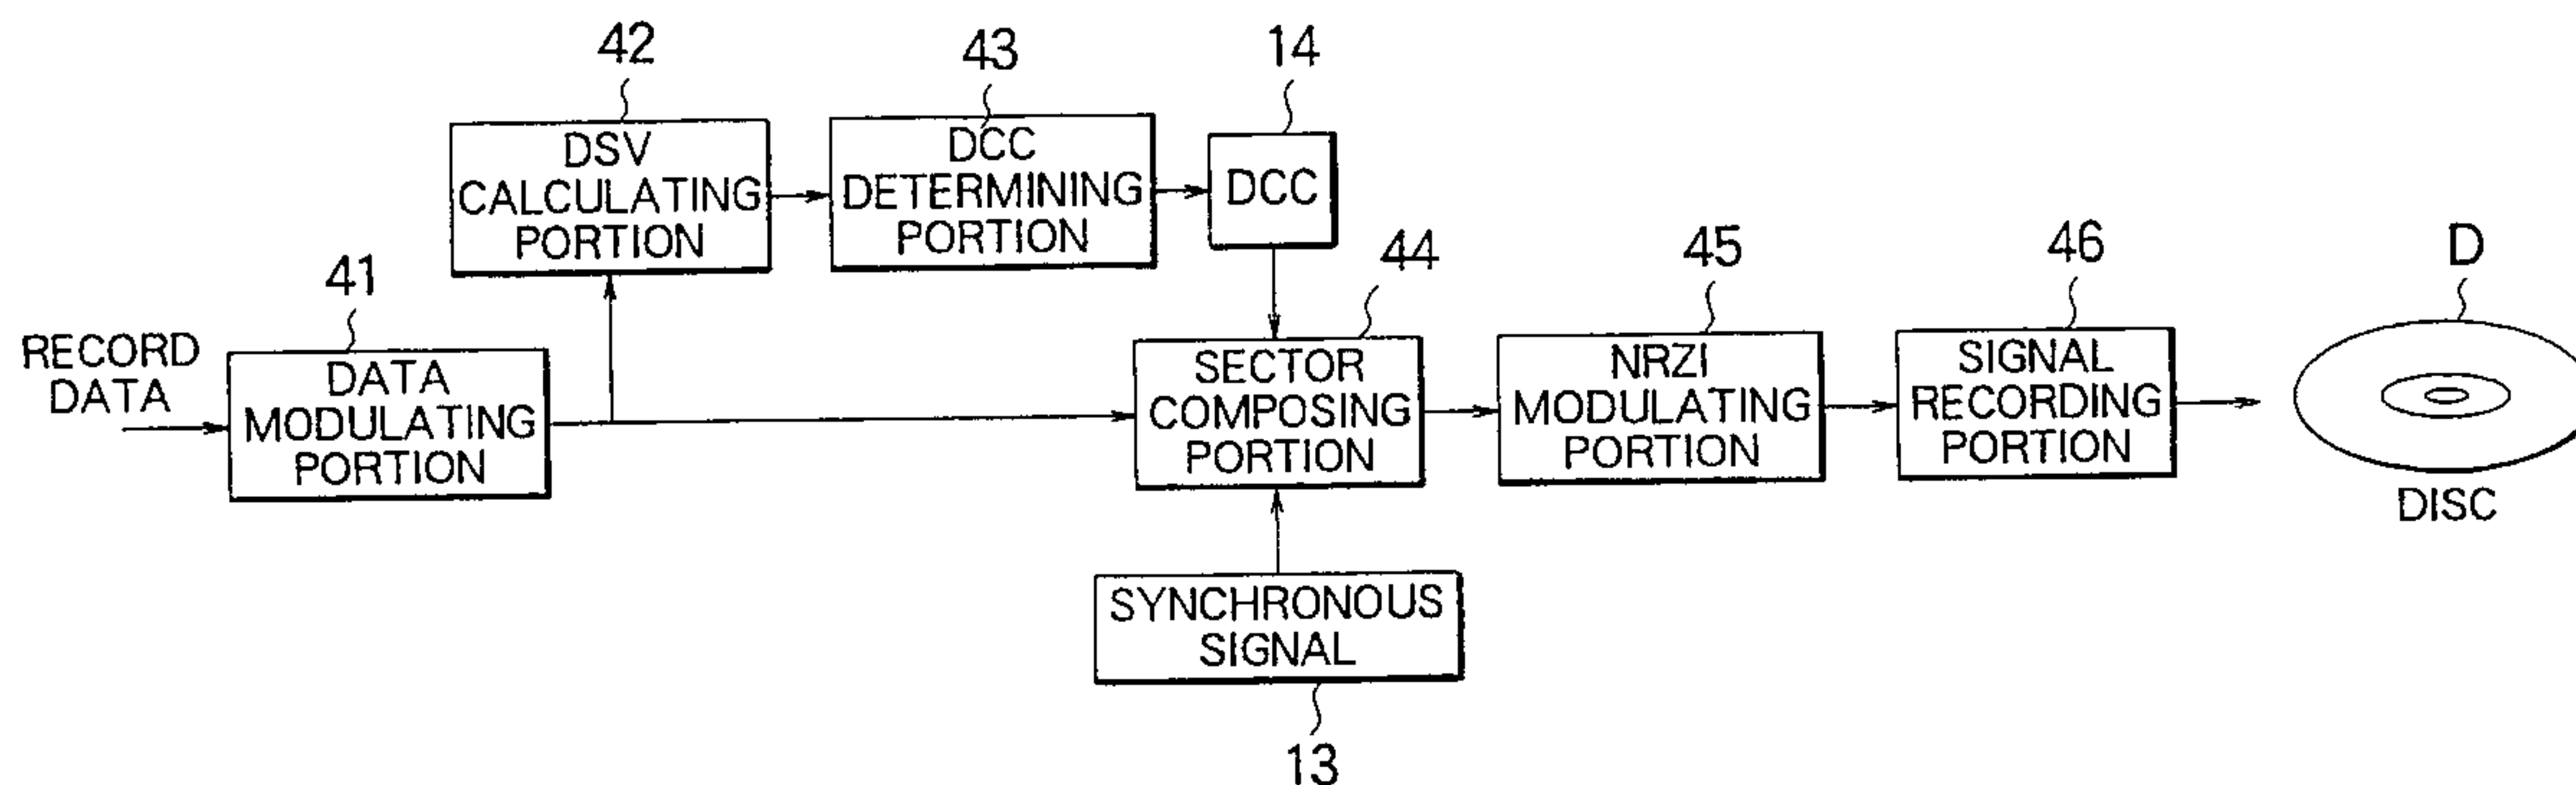 42
43
14
DSV
CALCULATING
PORTION
DCC
DETERMINING
PORTION
DCC
41
44
45
46
D
RECORD
DATA
DATA
MODULATING
PORTION
SECTOR
COMPOSING
PORTION
NRZI
MODULATING
PORTION
SIGNAL
RECORDING
PORTION
DISC
SYNCHRONOUS
SIGNAL
13